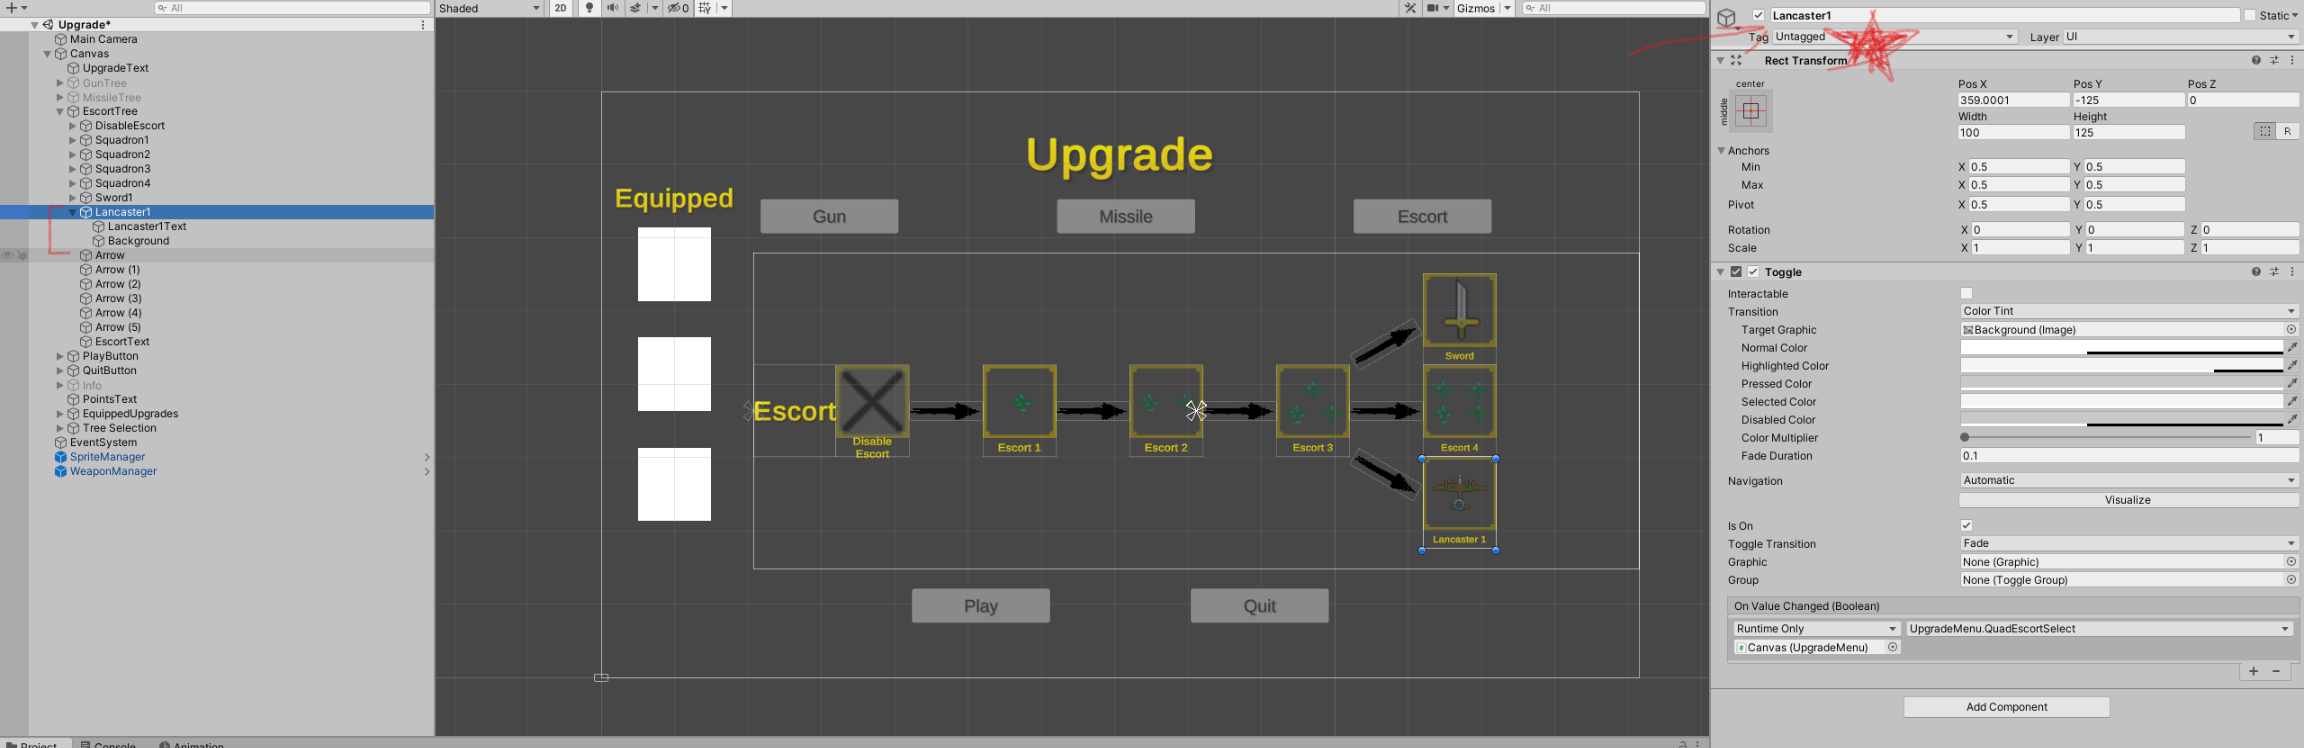 All
Upgrade*
Main Camera
Canvas
UpgradeText
GunTree
MissileTree
EscortTree
DisableEscort
Squadron1
Squadron2
Squadron3
Squadron4
Sword1
Lancaster1
Lancaster1Text
Background
Arrow
Arrow (1)
Arrow (2)
Arrow (3)
Arrow (4)
Arrow (5)
EscortText
PlayButton
QuitButton
Info
PointsText
EquippedUpgrades
Tree Selection
EventSystem
SpriteManager
WeaponManager
Project
Console
Animation
Shaded
2D
0
Gizmos
All
Upgrade
Equipped
Gun
Missile
Escort
Sword
Escort
Disable
Escort
Escort 1
Escort 2
Escort 3
Escort 4
Lancaster 1
Play
Quit
Lancaster1
Static
Tag Untagged
Layer UI
Rect Transform
center
middle
Pos X Pos Y Pos Z
359.0001 -125 0
Width Height
100 125
R
Anchors
Min X 0.5 Y 0.5
Max X 0.5 Y 0.5
Pivot X 0.5 Y 0.5
Rotation X 0 Y 0 Z 0
Scale X 1 Y 1 Z 1
Toggle
Interactable
Transition Color Tint
Target Graphic Background (Image)
Normal Color
Highlighted Color
Pressed Color
Selected Color
Disabled Color
Color Multiplier 1
Fade Duration 0.1
Navigation Automatic
Visualize
Is On
Toggle Transition Fade
Graphic None (Graphic)
Group None (Toggle Group)
On Value Changed (Boolean)
Runtime Only UpgradeMenu.QuadEscortSelect
Canvas (UpgradeMenu)
Add Component